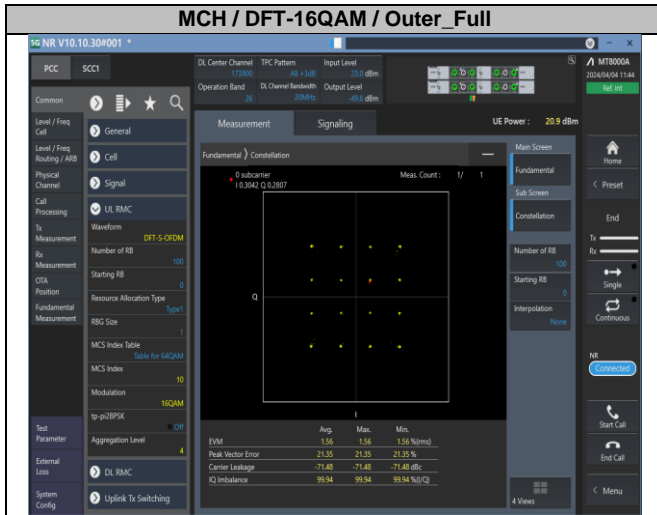 MCH / DFT-16QAM / Outer_Full
5G NR V10.10.30#001 *
PCC SCC1
DL Center Channel TPC Pattern Input Level
173800 All +3dB 23.0 dBm
Operation Band DL Channel Bandwidth Output Level
26 20MHz -49.8 dBm
MT8000A
2024/04/04 11:44
Ref. Int
Common
Level / Freq
Cell
Level / Freq
Routing / ARB
Physical
Channel
Call
Processing
Tx
Measurement
Rx
Measurement
OTA
Position
Fundamental
Measurement
Test
Parameter
External
Loss
System
Config
General
Cell
Signal
UL RMC
Waveform
DFT-S-OFDM
Number of RB
100
Starting RB
0
Resource Allocation Type
Type1
RBG Size
1
MCS Index Table
Table for 64QAM
MCS Index
10
Modulation
16QAM
tp-pi2BPSK
Off
Aggregation Level
4
DL RMC
Uplink Tx Switching
Measurement Signaling
UE Power : 20.9 dBm
Fundamental Constellation
0 subcarrier Meas. Count : 1/ 1
I 0.3042 Q 0.2807
Q
I
Avg. Max. Min.
EVM 1.56 1.56 1.56 %(rms)
Peak Vector Error 21.35 21.35 21.35 %
Carrier Leakage -71.48 -71.48 -71.48 dBc
IQ Imbalance 99.94 99.94 99.94 %(I/Q)
Main Screen
Fundamental
Sub Screen
Constellation
Number of RB
100
Starting RB
0
Interpolation
None
4 Views
Home
Preset
End
Tx
Rx
Single
Continuous
NR
Connected
Start Call
End Call
Menu